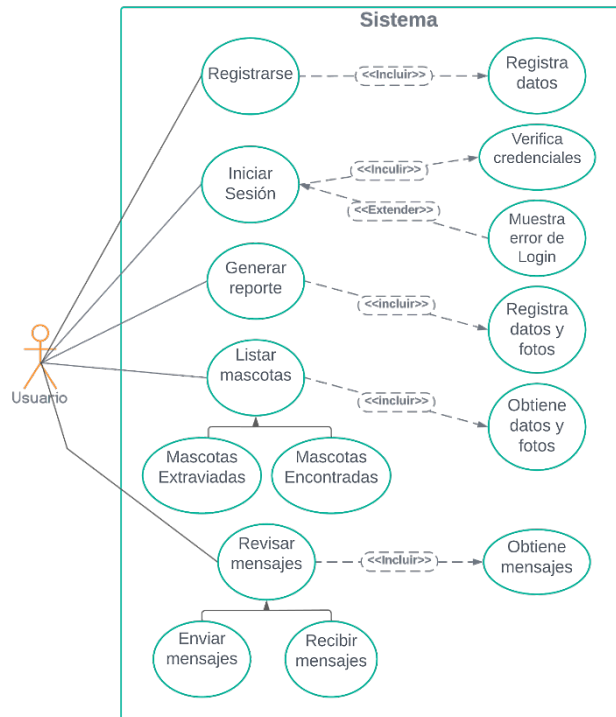 Sistema
Registrarse
<<Incluir>>
Registra
datos
Iniciar
Sesión
<<Inculir>>
Verifica
credenciales
<<Extender>>
Muestra
error de
Login
Generar
reporte
<<incluir>>
Registra
datos y
fotos
Usuario
Listar
mascotas
<<incluir>>
Obtiene
datos y
fotos
Mascotas
Extraviadas
Mascotas
Encontradas
Revisar
mensajes
<<Incluir>>
Obtiene
mensajes
Enviar
mensajes
Recibir
mensajes